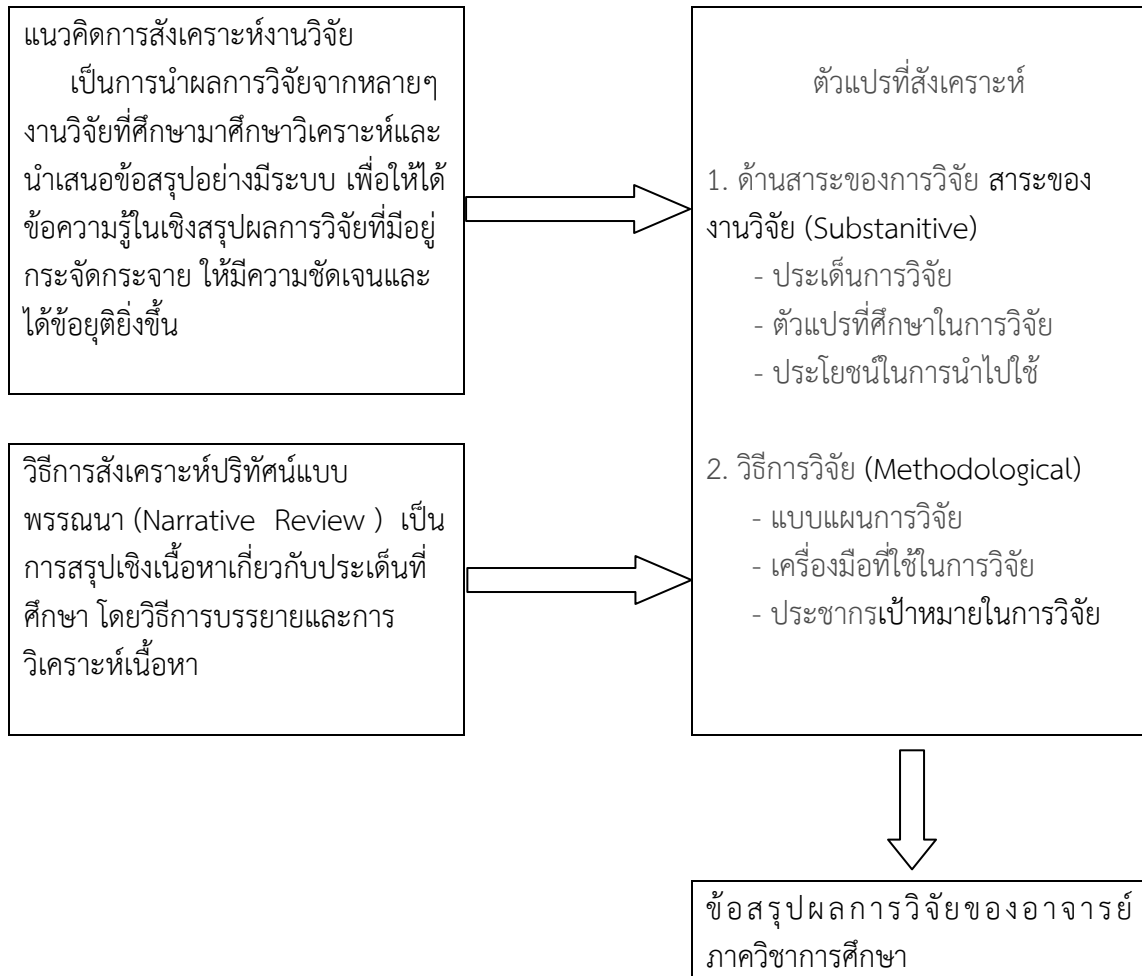 แนวคิดการสังเคราะห์งานวิจัย
เป็นการนำผลการวิจัยจากหลายๆ
งานวิจัยที่ศึกษามาศึกษาวิเคราะห์และ
นำเสนอข้อสรุปอย่างมีระบบ เพื่อให้ได้
ข้อความรู้ในเชิงสรุปผลการวิจัยที่มีอยู่
กระจัดกระจาย ให้มีความชัดเจนและ
ได้ข้อยุติยิ่งขึ้น
วิธีการสังเคราะห์ปริทัศน์แบบ
พรรณนา (Narrative Review ) เป็น
การสรุปเชิงเนื้อหาเกี่ยวกับประเด็นที่
ศึกษา โดยวิธีการบรรยายและการ
วิเคราะห์เนื้อหา
ตัวแปรที่สังเคราะห์
1. ด้านสาระของการวิจัย สาระของ
งานวิจัย (Substanitive)
- ประเด็นการวิจัย
- ตัวแปรที่ศึกษาในการวิจัย
- ประโยชน์ในการนำไปใช้
2. วิธีการวิจัย (Methodological)
- แบบแผนการวิจัย
- เครื่องมือที่ใช้ในการวิจัย
- ประชากรเป้าหมายในการวิจัย
ข้อสรุปผลการวิจัยของอาจารย์
ภาควิชาการศึกษา